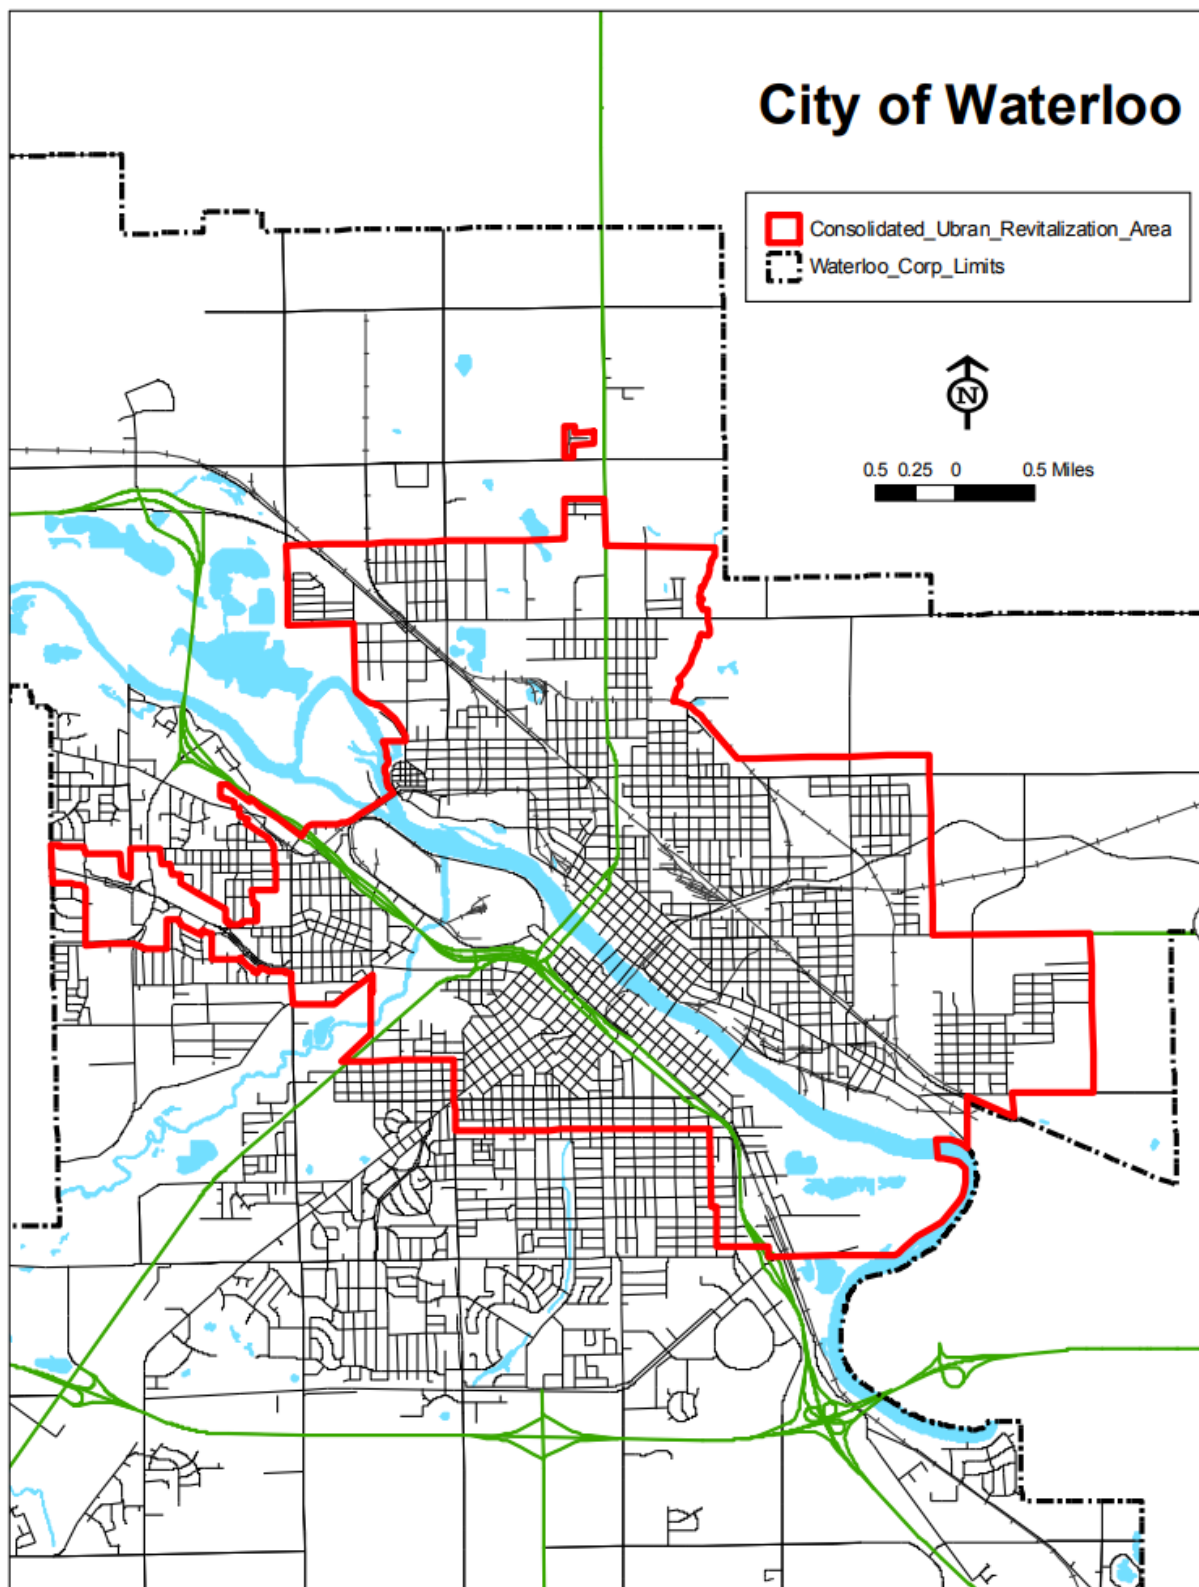 City of Waterloo
Consolidated_Ubran_Revitalization_Area
Waterloo_Corp_Limits
N
0.5 0.25 0 0.5 Miles